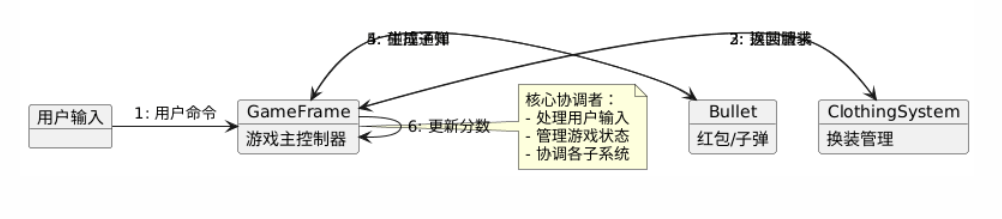 用户输入
1: 用户命令
GameFrame
游戏主控制器
6: 更新分数
核心协调者：
- 处理用户输入
- 管理游戏状态
- 协调各子系统
Bullet
红包/子弹
ClothingSystem
换装管理